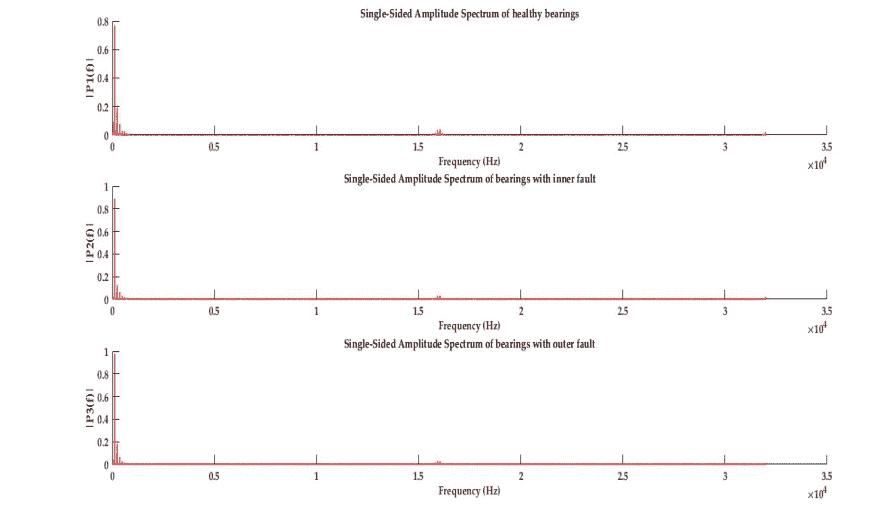 Single-Sided Amplitude Spectrum of healthy bearings
|P1(f)|
0.8
0.6
0.4
0.2
0
0 0.5 1 1.5 2 2.5 3 3.5
Frequency (Hz)
×10⁴
Single-Sided Amplitude Spectrum of bearings with inner fault
|P2(f)|
1
0.8
0.6
0.4
0.2
0
0 0.5 1 1.5 2 2.5 3 3.5
Frequency (Hz)
×10⁴
Single-Sided Amplitude Spectrum of bearings with outer fault
|P3(f)|
1
0.8
0.6
0.4
0.2
0
0 0.5 1 1.5 2 2.5 3 3.5
Frequency (Hz)
×10⁴